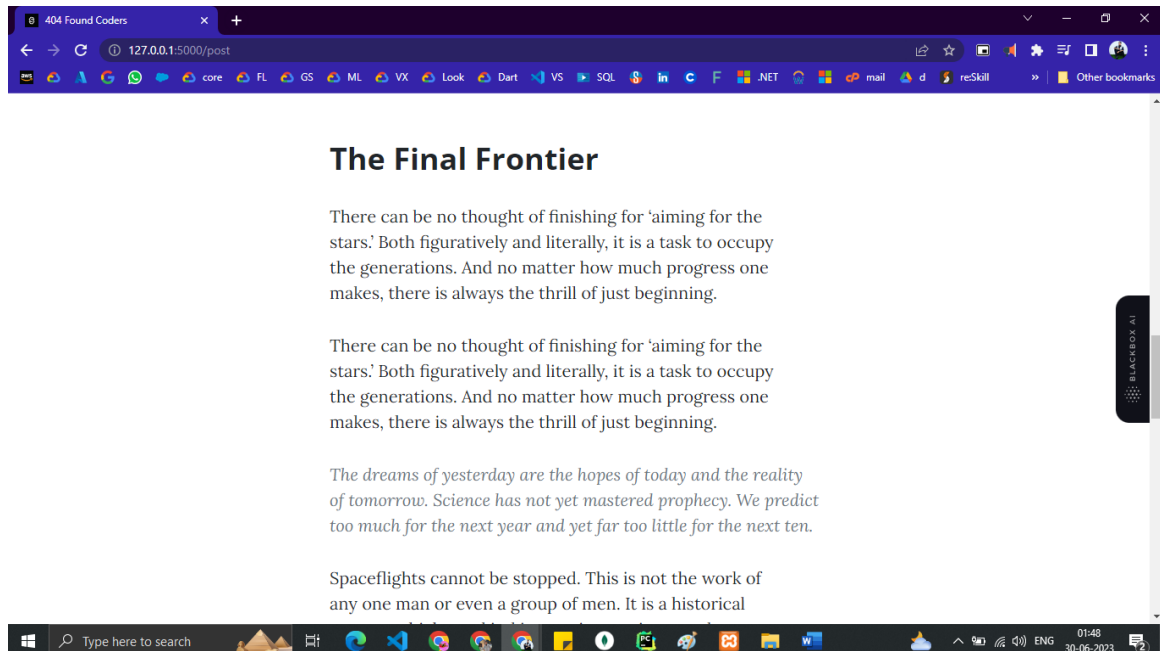 404 Found Coders
127.0.0.1:5000/post
aws core FL GS ML VX Look Dart VS SQL in C F .NET cP mail d reSkill » Other bookmarks
The Final Frontier
There can be no thought of finishing for ‘aiming for the
stars.’ Both figuratively and literally, it is a task to occupy
the generations. And no matter how much progress one
makes, there is always the thrill of just beginning.
There can be no thought of finishing for ‘aiming for the
stars.’ Both figuratively and literally, it is a task to occupy
the generations. And no matter how much progress one
makes, there is always the thrill of just beginning.
The dreams of yesterday are the hopes of today and the reality
of tomorrow. Science has not yet mastered prophecy. We predict
too much for the next year and yet far too little for the next ten.
Spaceflights cannot be stopped. This is not the work of
any one man or even a group of men. It is a historical
BLACKBOX AI
Type here to search
PC
W
ENG
01:48
30-06-2023
2